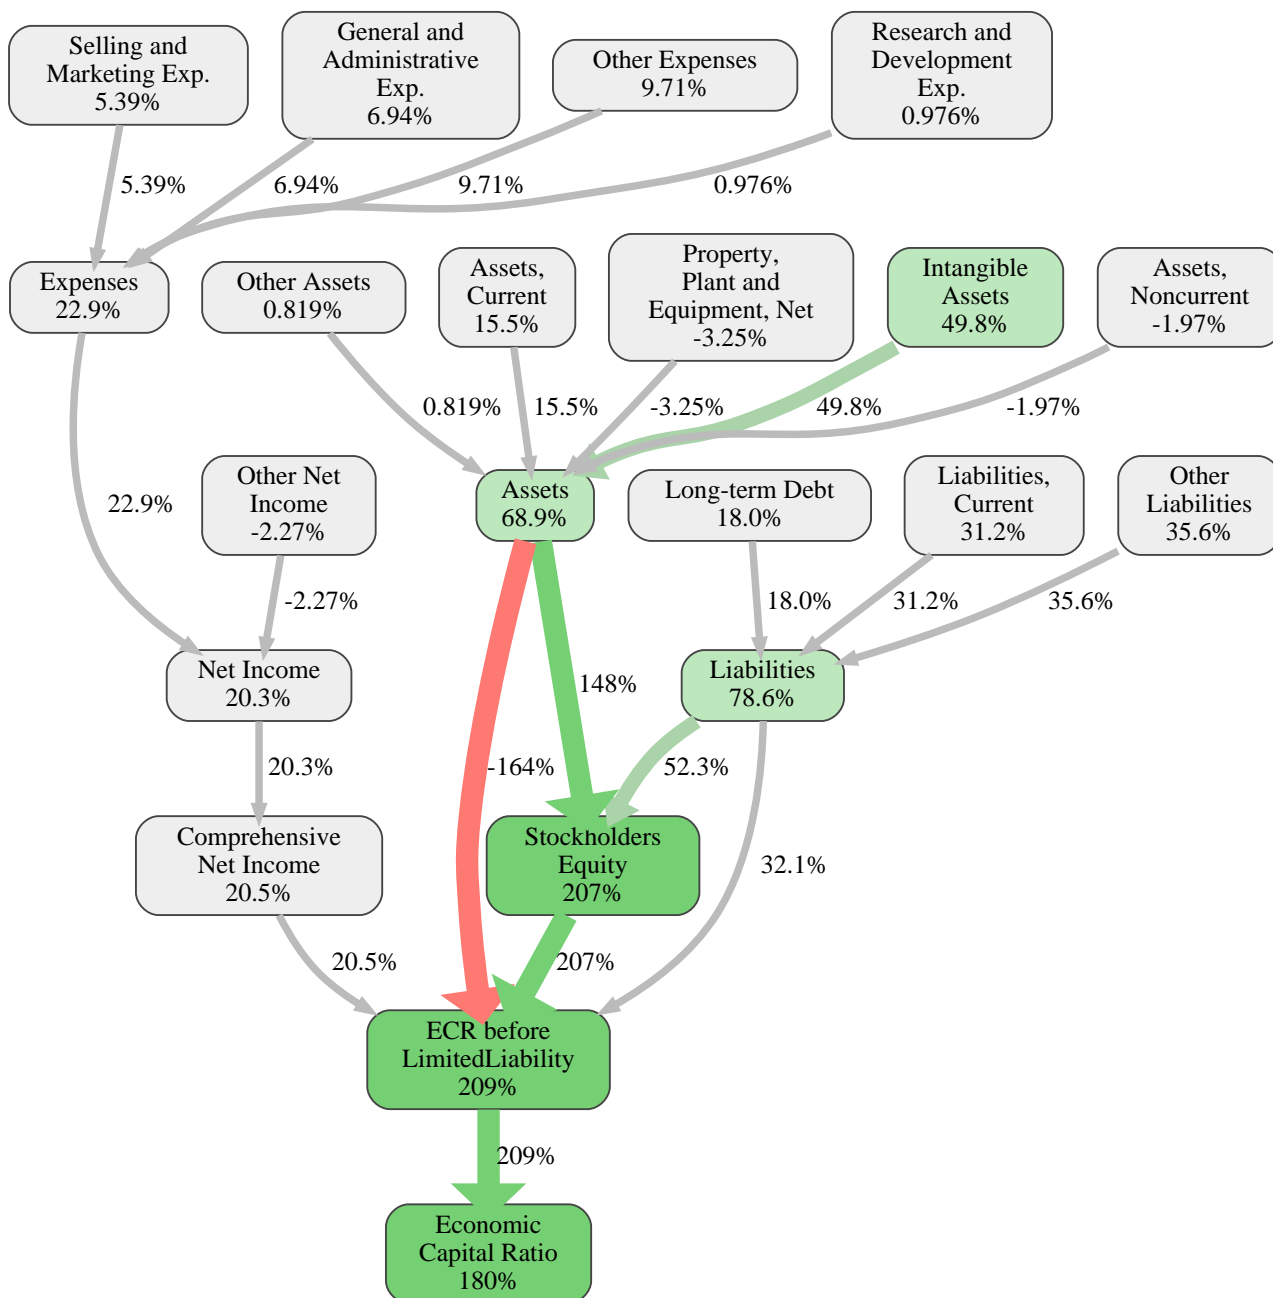 Selling and
Marketing Exp.
5.39%
General and
Administrative
Exp.
6.94%
Other Expenses
9.71%
Research and
Development
Exp.
0.976%
5.39%
6.94%
9.71%
0.976%
Expenses
22.9%
Other Assets
0.819%
Assets,
Current
15.5%
Property,
Plant and
Equipment, Net
-3.25%
Intangible
Assets
49.8%
Assets,
Noncurrent
-1.97%
0.819%
15.5%
-3.25%
49.8%
-1.97%
22.9%
Other Net
Income
-2.27%
Assets
68.9%
Long-term Debt
18.0%
Liabilities,
Current
31.2%
Other
Liabilities
35.6%
-2.27%
18.0%
31.2%
35.6%
Net Income
20.3%
148%
Liabilities
78.6%
20.3%
-164%
52.3%
Comprehensive
Net Income
20.5%
Stockholders
Equity
207%
32.1%
20.5%
207%
ECR before
LimitedLiability
209%
209%
Economic
Capital Ratio
180%